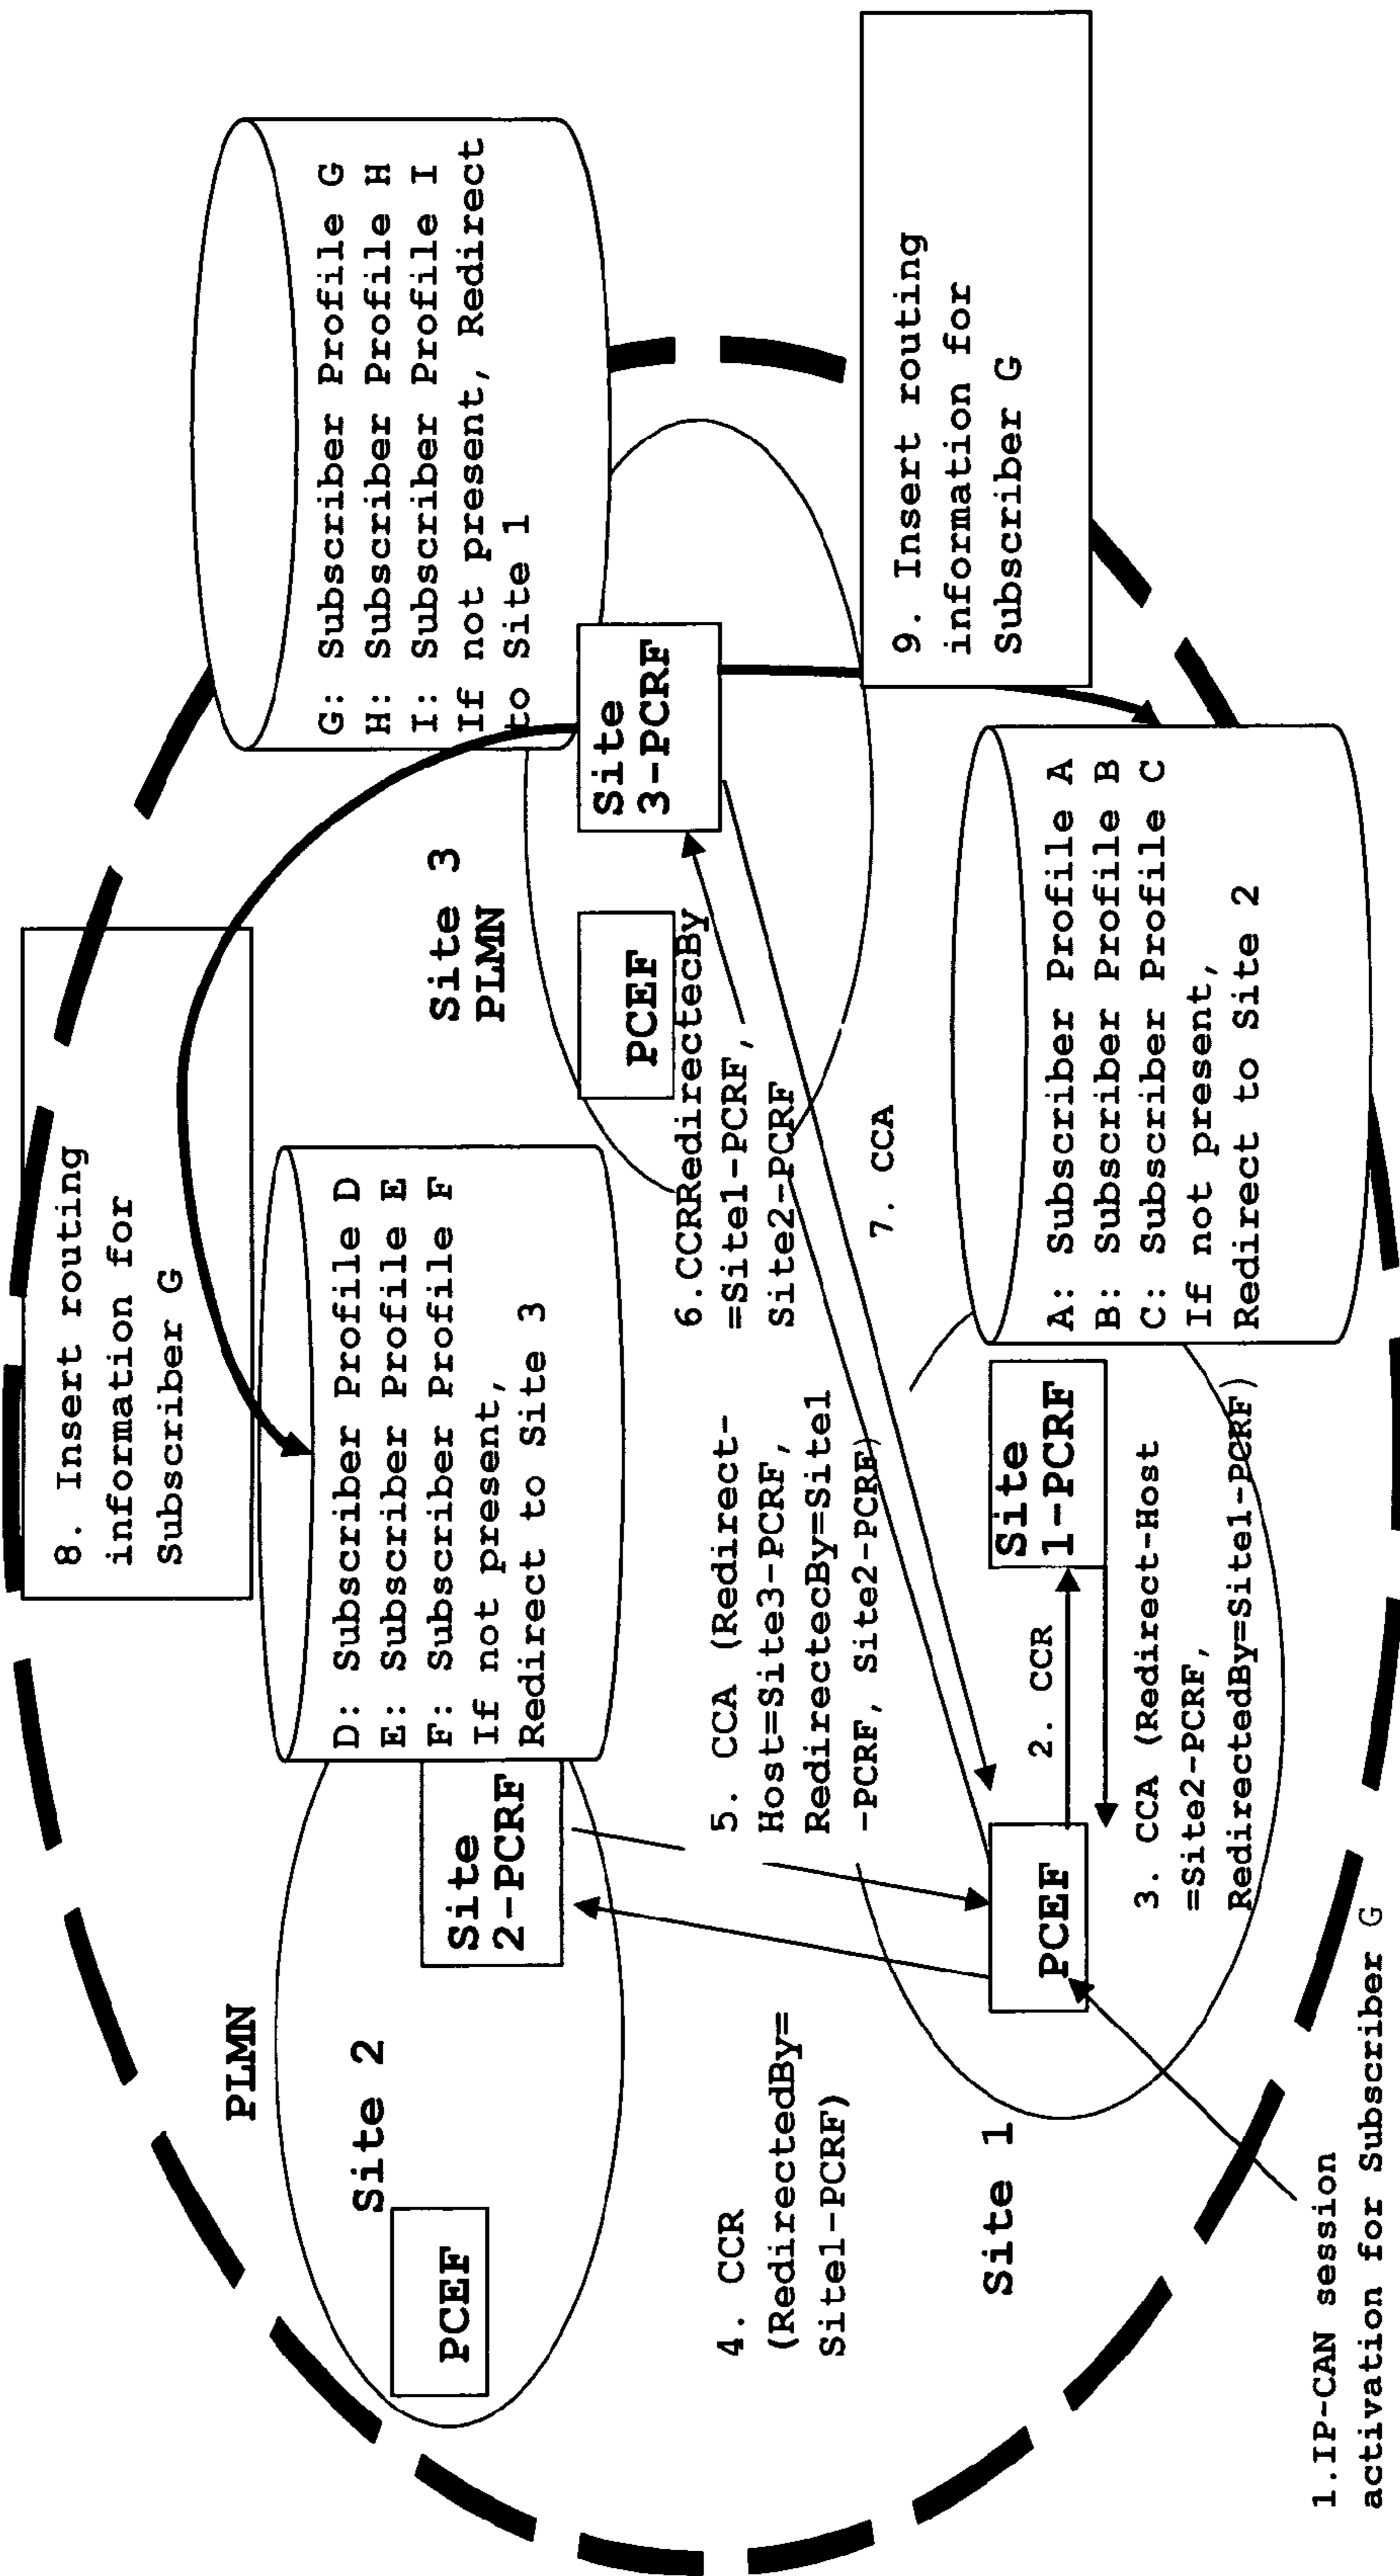 8. Insert routing
information for
Subscriber G
PLMN
Site 2
PCEF
Site
2-PCRF
D: Subscriber Profile D
E: Subscriber Profile E
F: Subscriber Profile F
If not present,
Redirect to Site 3
Site 3
PLMN
PCEF
Site
3-PCRF
G: Subscriber Profile G
H: Subscriber Profile H
I: Subscriber Profile I
If not present, Redirect
to Site 1
4. CCR
(RedirectedBy=
Site1-PCRF)
5. CCA (Redirect-
Host=Site3-PCRF,
RedirectecBy=Site1
-PCRF, Site2-PCRF)
6.CCRRedirectecBy
=Site1-PCRF,
Site2-PCRF
7. CCA
9. Insert routing
information for
Subscriber G
Site 1
PCEF
2. CCR
Site
1-PCRF
3. CCA (Redirect-Host
=Site2-PCRF,
RedirectedBy=Site1-PCRF)
A: Subscriber Profile A
B: Subscriber Profile B
C: Subscriber Profile C
If not present,
Redirect to Site 2
1.IP-CAN session
activation for Subscriber G